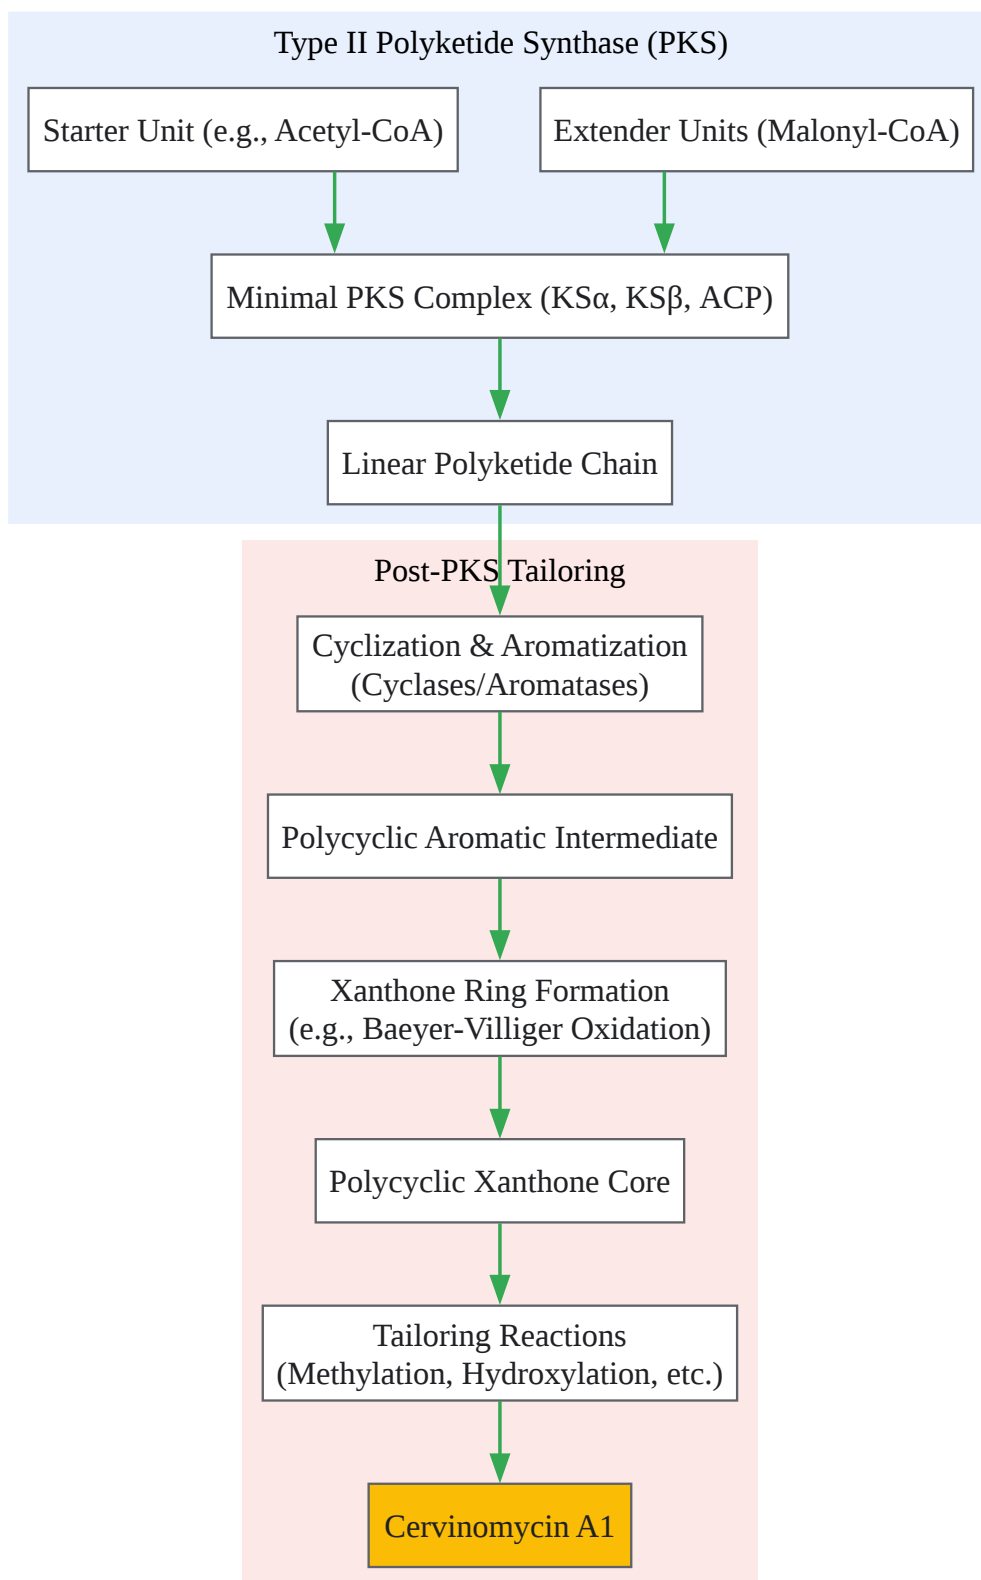 Type II Polyketide Synthase (PKS)
Starter Unit (e.g., Acetyl-CoA)
Extender Units (Malonyl-CoA)
Minimal PKS Complex (KSα, KSβ, ACP)
Linear Polyketide Chain
Post-PKS Tailoring
Cyclization & Aromatization
(Cyclases/Aromatases)
Polycyclic Aromatic Intermediate
Xanthone Ring Formation
(e.g., Baeyer-Villiger Oxidation)
Polycyclic Xanthone Core
Tailoring Reactions
(Methylation, Hydroxylation, etc.)
Cervinomycin A1